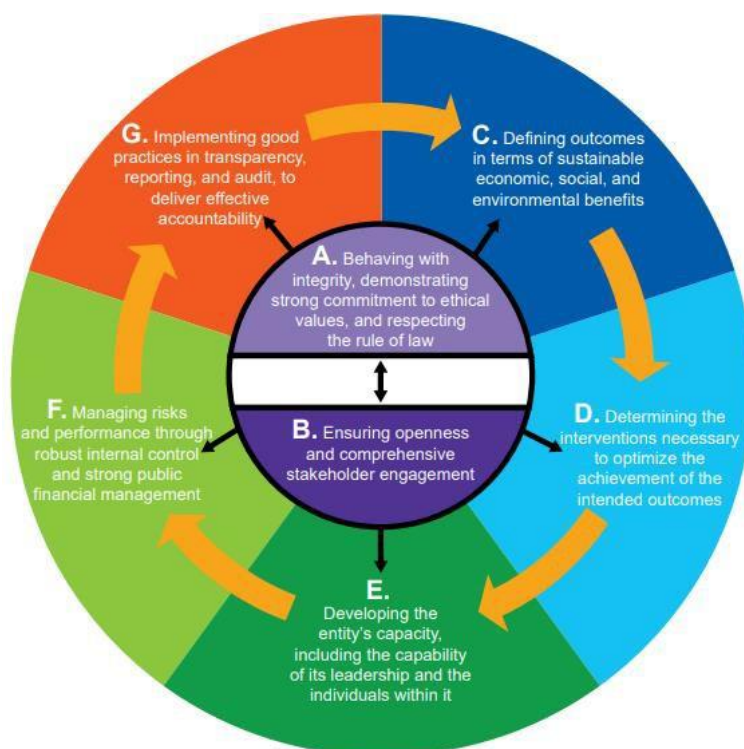 A. Behaving with
integrity, demonstrating
strong commitment to ethical
values, and respecting
the rule of law
B. Ensuring openness
and comprehensive
stakeholder engagement
C. Defining outcomes
in terms of sustainable
economic, social, and
environmental benefits
D. Determining the
interventions necessary
to optimize the
achievement of the
intended outcomes
E.
Developing the
entity's capacity,
including the capability
of its leadership and the
individuals within it
F. Managing risks
and performance through
robust internal control
and strong public
financial management
G. Implementing good
practices in transparency,
reporting, and audit, to
deliver effective
accountability